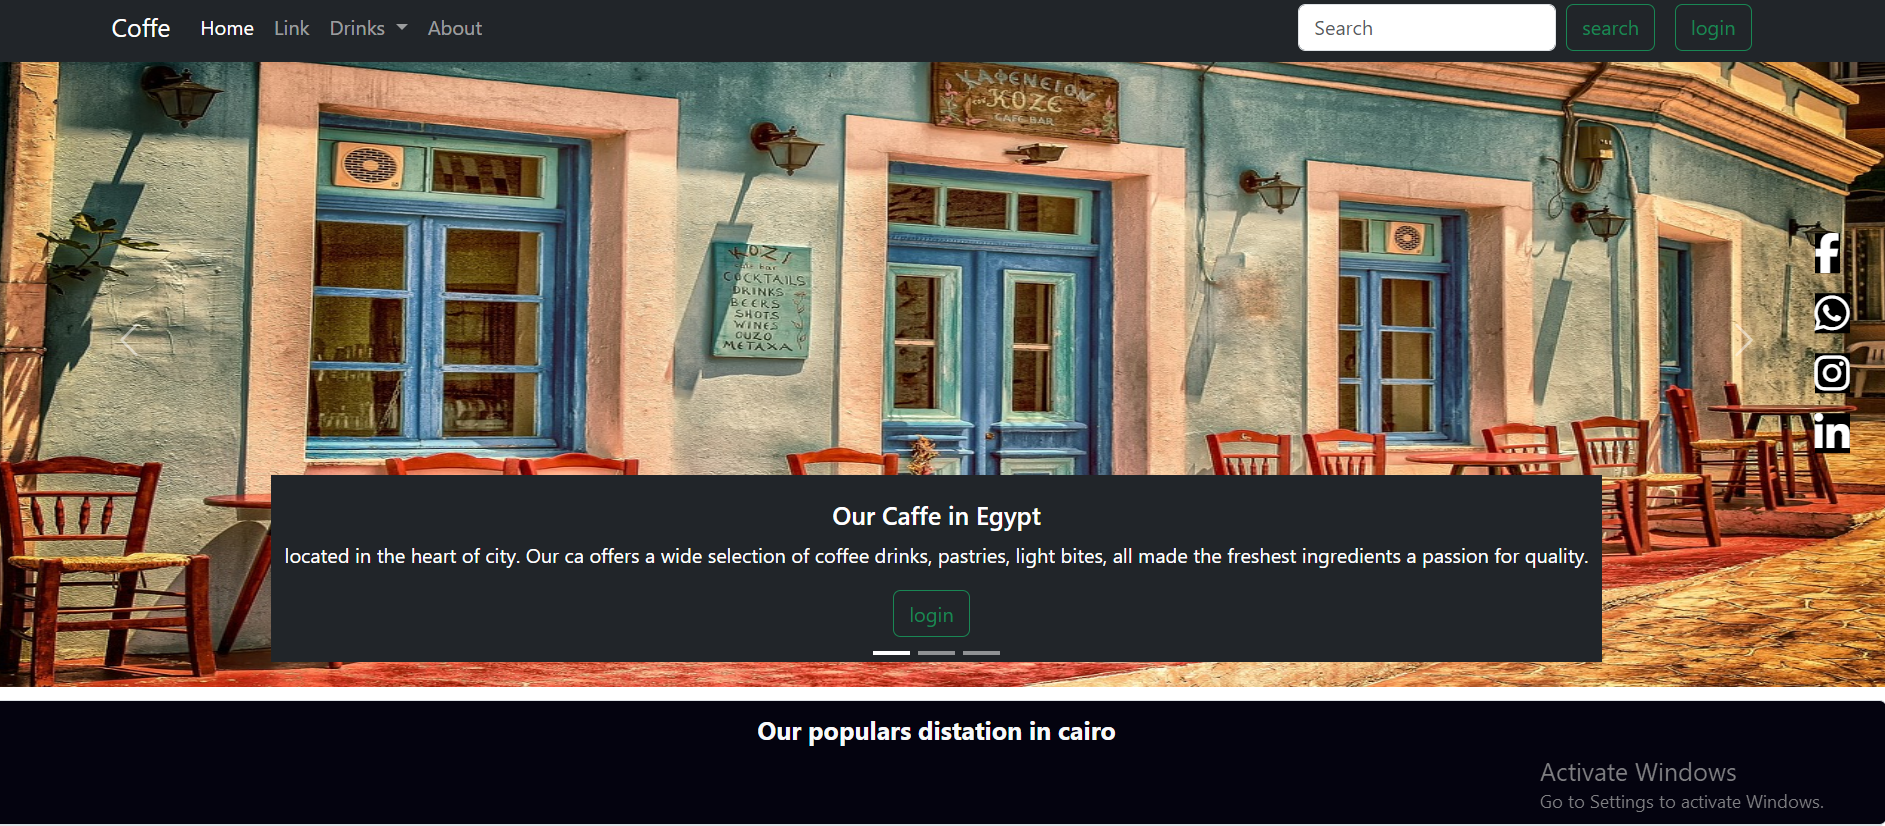 Coffe Home Link Drinks About Search search login
ΚΑΦΕΝΕΙΟΝ
KOZE
CAFE BAR
KOZI
cafe bar
COCKTAILS
DRINKS
BEERS
SHOTS
WINES
OUZO
METAXA
Our Caffe in Egypt
located in the heart of city. Our ca offers a wide selection of coffee drinks, pastries, light bites, all made the freshest ingredients a passion for quality.
login
Our populars distation in cairo
Activate Windows
Go to Settings to activate Windows.